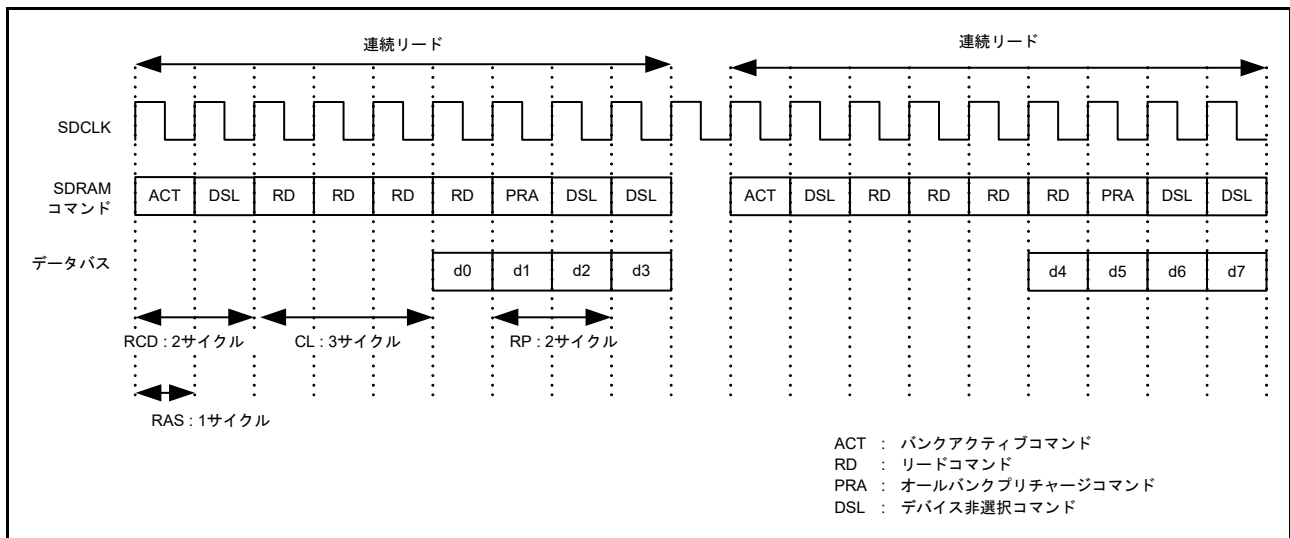 連続リード 連続リード
SDCLK
SDRAM
コマンド
ACT DSL RD RD RD RD PRA DSL DSL ACT DSL RD RD RD RD PRA DSL DSL
データバス d0 d1 d2 d3 d4 d5 d6 d7
RCD : 2サイクル CL : 3サイクル RP : 2サイクル
RAS : 1サイクル
ACT : バンクアクティブコマンド
RD : リードコマンド
PRA : オールバンクプリチャージコマンド
DSL : デバイス非選択コマンド